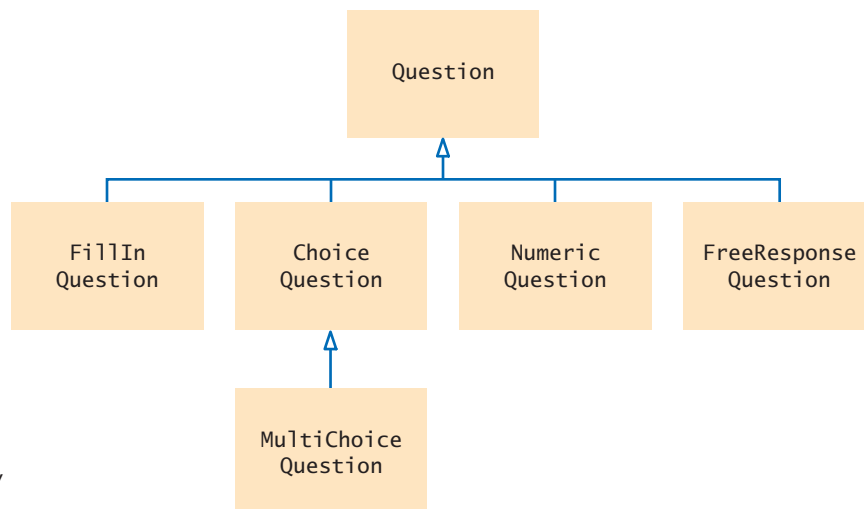 Question
FillIn
Question
Choice
Question
Numeric
Question
FreeResponse
Question
MultiChoice
Question